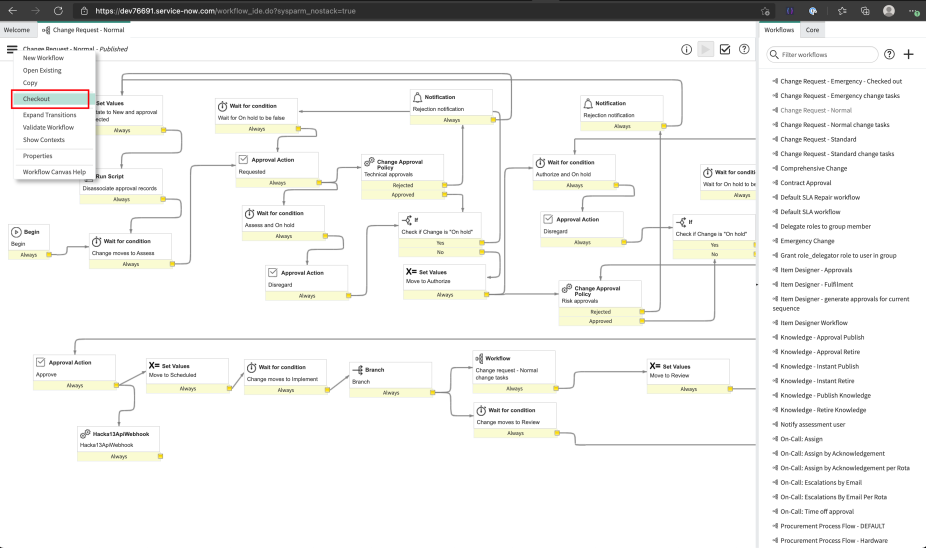 https://dev76691.service-now.com/workflow_ide.do?sysparm_nostack=true
Welcome
Change Request - Normal
Workflows
Core
Change Request - Normal - Published
Filter workflows
New Workflow
Open Existing
Copy
Checkout
Expand Transitions
Validate Workflow
Show Contexts
Properties
Workflow Canvas Help
Set Values
Always
Run Script
Disassociate approval records
Always
Begin
Begin
Always
Wait for condition
Change moves to Assess
Always
Wait for condition
Wait for On hold to be false
Always
Approval Action
Requested
Always
Wait for condition
Assess and On hold
Always
Approval Action
Disregard
Always
Notification
Rejection notification
Always
Change Approval
Policy
Technical approvals
Rejected
Approved
If
Check if Change is "On hold"
Yes
No
Set Values
Move to Authorize
Always
Notification
Rejection notification
Always
Wait for condition
Authorize and On hold
Always
Approval Action
Disregard
Always
Change Approval
Policy
Risk approvals
Rejected
Approved
Wait for conditi
Wait for On hold to be
Always
If
Check if Change is "On hold"
Yes
No
Approval Action
Approve
Always
Set Values
Move to Scheduled
Always
Wait for condition
Change moves to Implement
Always
Branch
Branch
Always
Workflow
Change request - Normal
change tasks
Always
Wait for condition
Change moves to Review
Always
Set Values
Move to Review
Always
Hacka13ApiWebhook
Hacka13ApiWebhook
Always
Change Request - Emergency - Checked out
Change Request - Emergency change tasks
Change Request - Normal
Change Request - Normal change tasks
Change Request - Standard
Change Request - Standard change tasks
Comprehensive Change
Contract Approval
Default SLA Repair workflow
Default SLA workflow
Delegate roles to group member
Emergency Change
Grant role_delegator role to user in group
Item Designer - Approvals
Item Designer - Fulfilment
Item Designer - generate approvals for current
sequence
Item Designer Workflow
Knowledge - Approval Publish
Knowledge - Approval Retire
Knowledge - Instant Publish
Knowledge - Instant Retire
Knowledge - Publish Knowledge
Knowledge - Retire Knowledge
Notify assessment user
On-Call: Assign
On-Call: Assign by Acknowledgement
On-Call: Assign by Acknowledgement per Rota
On-Call: Escalations by Email
On-Call: Escalations By Email Per Rota
On-Call: Time off approval
Procurement Process Flow - DEFAULT
Procurement Process Flow - Hardware